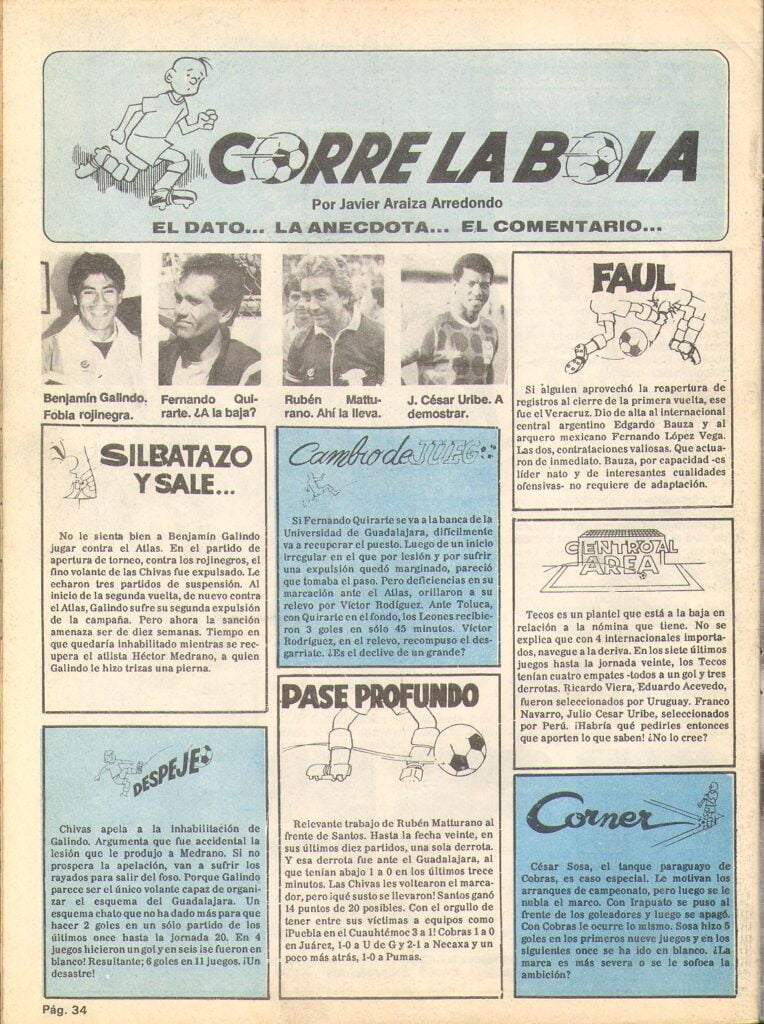 CORRE LA BOLA
Por Javier Araiza Arredondo
EL DATO... LA ANECDOTA... EL COMENTARIO...
Benjamín Galindo.
Fobia rojinegra.
Fernando Qui-
rarte. ¿A la baja?
Rubén Mattu-
rano. Ahí la lleva.
J. César Uribe. A
demostrar.
SILBATAZO
Y SALE...
No le sienta bien a Benjamín Galindo
jugar contra el Atlas. En el partido de
apertura de torneo, contra los rojinegros, el
fino volante de las Chivas fue expulsado. Le
echaron tres partidos de suspensión. Al
inicio de la segunda vuelta, de nuevo contra
el Atlas, Galindo sufre su segunda expulsión
de la campaña. Pero ahora la sanción
amenaza ser de diez semanas. Tiempo en
que quedaría inhabilitado mientras se recu-
pera el atlista Héctor Medrano, a quien
Galindo le hizo trizas una pierna.
DESPEJE
Chivas apela a la inhabilitación de
Galindo. Argumenta que fue accidental la
lesión que le produjo a Medrano. Si no
prospera la apelación, van a sufrir los
rayados para salir del foso. Porque Galindo
parece ser el único volante capaz de organi-
zar el esquema del Guadalajara. Un
esquema chato que no ha dado más para que
hacer 2 goles en un sólo partido de los
últimos once hasta la jornada 20. En 4
juegos hicieron un gol y en seis ¡se fueron en
blanco! Resultante; 6 goles en 11 juegos. ¡Un
desastre!
Cambio de JUEGO
Si Fernando Quirarte se va a la banca de la
Universidad de Guadalajara, difícilmente
va a recuperar el puesto. Luego de un inicio
irregular en el que por lesión y por sufrir
una expulsión quedó marginado, pareció
que tomaba el paso. Pero deficiencias en su
marcación ante el Atlas, orillaron a su
relevo por Víctor Rodíguez. Ante Toluca,
con Quirarte en el fondo, los Leones recibie-
ron 3 goles en sólo 45 minutos. Víctor
Rodríguez, en el relevo, recompuso el des-
garriate. ¿Es el declive de un grande?
PASE PROFUNDO
Relevante trabajo de Rubén Matturano al
frente de Santos. Hasta la fecha veinte, en
sus últimos diez partidos, una sola derrota.
Y esa derrota fue ante el Guadalajara, al
que tenían abajo 1 a 0 en los últimos trece
minutos. Las Chivas les voltearon el marca-
dor, pero ¡qué susto se llevaron! Santos ganó
14 puntos de 20 posibles. Con el orgullo de
tener entre sus víctimas a equipos como
¡Puebla en el Cuauhtémoc 3 a 1! Cobras 1 a 0
en Juárez, 1-0 a U de G y 2-1 a Necaxa y un
poco más atrás, 1-0 a Pumas.
FAUL
Si alguien aprovechó la reapertura de
registros al cierre de la primera vuelta, ese
fue el Veracruz. Dio de alta al internacional
central argentino Edgardo Bauza y al
arquero mexicano Fernando López Vega.
Las dos, contrataciones valiosas. Que actua-
ron de inmediato. Bauza, por capacidad -es
líder nato y de interesantes cualidades
ofensivas- no requiere de adaptación.
CENTRO AL
AREA
Tecos es un plantel que está a la baja en
relación a la nómina que tiene. No se
explica que con 4 internacionales importa-
dos, navegue a la deriva. En los siete últimos
juegos hasta la jornada veinte, los Tecos
tenían cuatro empates -todos a un gol y tres
derrotas. Ricardo Viera, Eduardo Acevedo,
fueron seleccionados por Uruguay. Franco
Navarro, Julio Cesar Uribe, seleccionados
por Perú. ¡Habría qué pedirles entonces
que aporten lo que saben! ¿No lo cree?
Corner
César Sosa, el tanque paraguayo de
Cobras, es caso especial. Le motivan los
arranques de campeonato, pero luego se le
nubla el marco. Con Irapuato se puso al
frente de los goleadores y luego se apagó.
Con Cobras le ocurre lo mismo. Sosa hizo 5
goles en los primeros nueve juegos y en los
siguientes once se ha ido en blanco. ¿La
marca es más severa o se le sofoca la
ambición?
Pág. 34